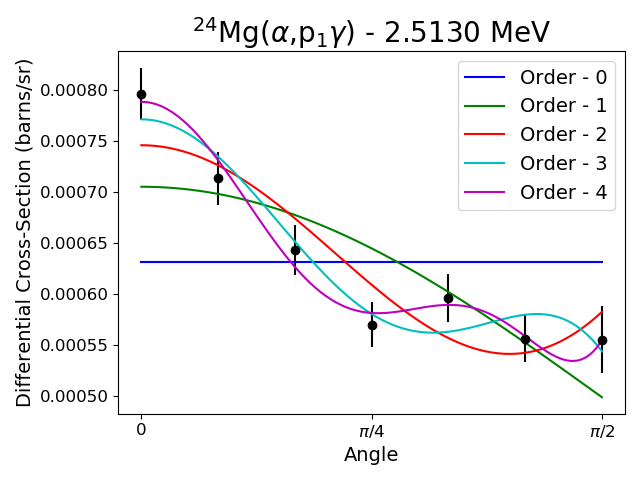 ²⁴Mg(α,p₁γ) - 2.5130 MeV
Differential Cross-Section (barns/sr)
0.00080
0.00075
0.00070
0.00065
0.00060
0.00055
0.00050
Order - 0
Order - 1
Order - 2
Order - 3
Order - 4
0
π/4
π/2
Angle